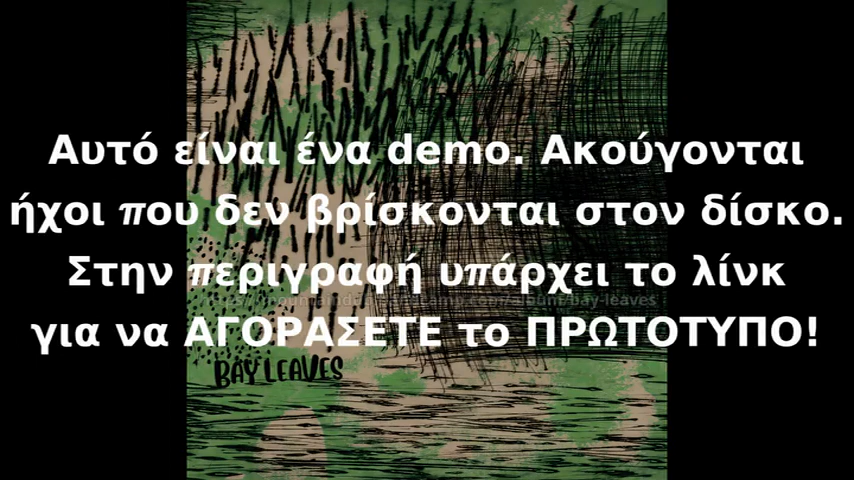 Αυτό είναι ένα demo. Ακούγονται
ήχοι που δεν βρίσκονται στον δίσκο.
Στην περιγραφή υπάρχει το λίνκ
για να ΑΓΟΡΑΣΕΤΕ το ΠΡΩΤΟΤΥΠΟ!
BAY LEAVES